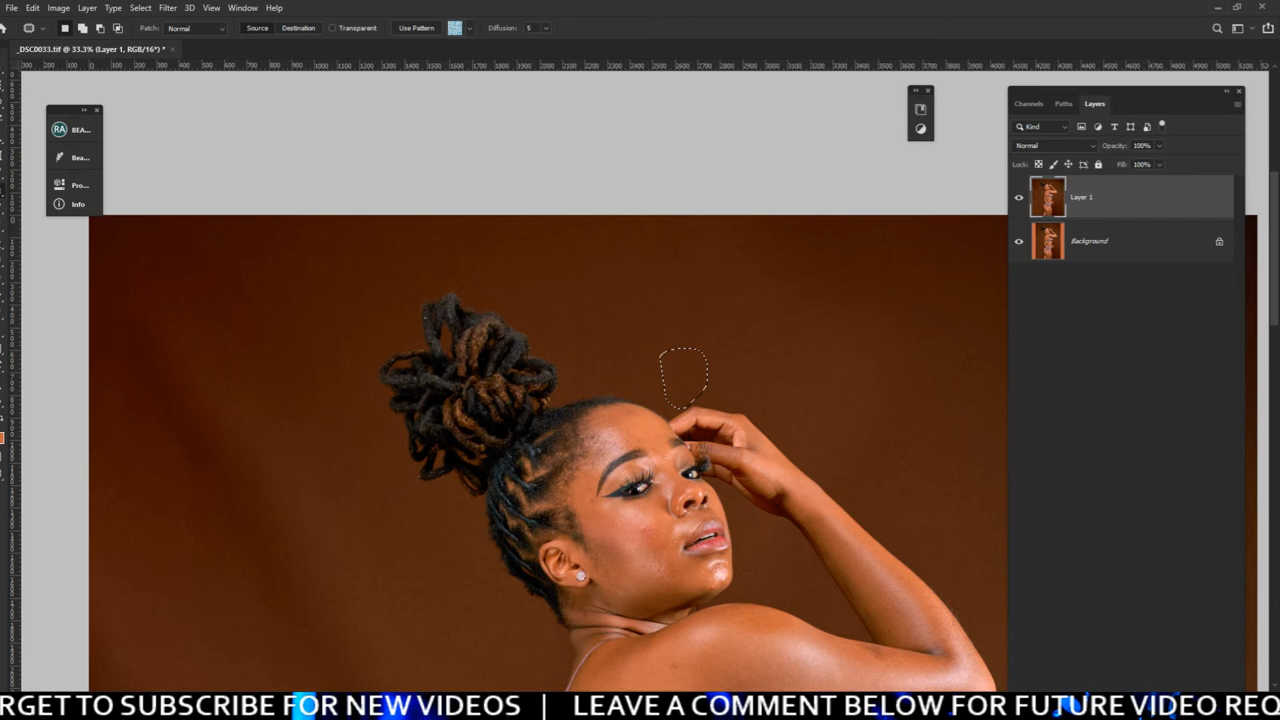 File Edit Image Layer Type Select Filter 3D View Window Help
Patch: Normal Source Destination Transparent Use Pattern Diffusion: 5
_DSC0033.tif @ 33.3% (Layer 1, RGB/16*) *
Channels Paths Layers
Kind
Normal Opacity: 100%
Lock: Fill: 100%
Layer 1
Background
RA BEA...
Bea...
Pro...
Info
RGET TO SUBSCRIBE FOR NEW VIDEOS | LEAVE A COMMENT BELOW FOR FUTURE VIDEO REQ